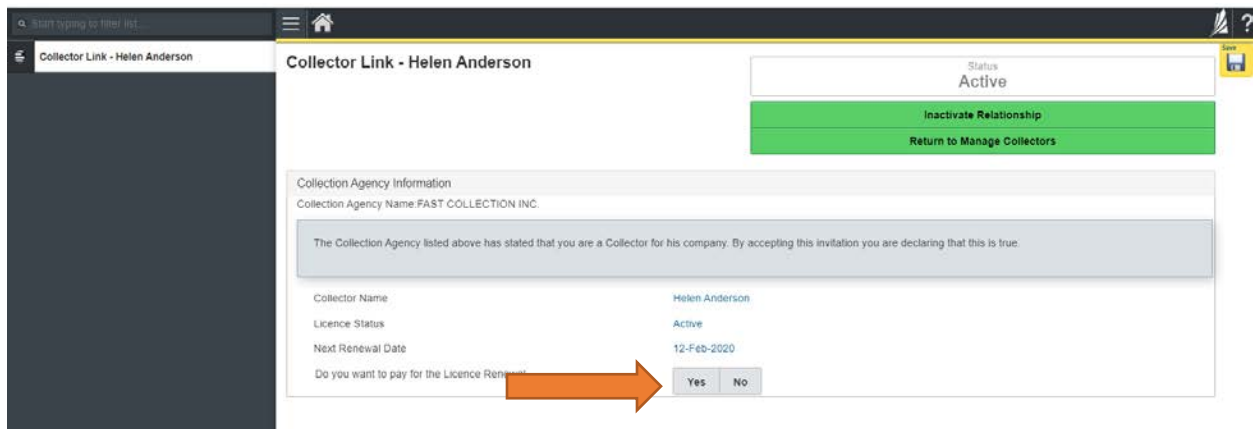 Start typing to filter list...
?
Collector Link - Helen Anderson
Collector Link - Helen Anderson
Status
Active
Save
Inactivate Relationship
Return to Manage Collectors
Collection Agency Information
Collection Agency Name:FAST COLLECTION INC.
The Collection Agency listed above has stated that you are a Collector for his company. By accepting this invitation you are declaring that this is true.
Collector Name Helen Anderson
Licence Status Active
Next Renewal Date 12-Feb-2020
Do you want to pay for the Licence Yes No